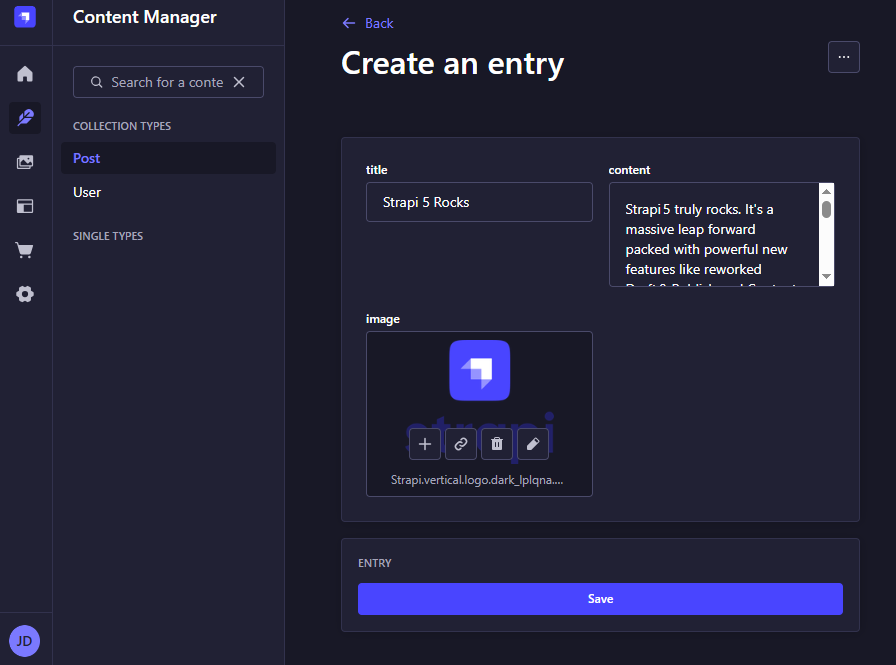 Content Manager
Search for a conte
COLLECTION TYPES
Post
User
SINGLE TYPES
JD
Back
Create an entry
title
Strapi 5 Rocks
content
Strapi 5 truly rocks. It's a
massive leap forward
packed with powerful new
features like reworked
image
strapi
Strapi.vertical.logo.dark_lplqna....
ENTRY
Save